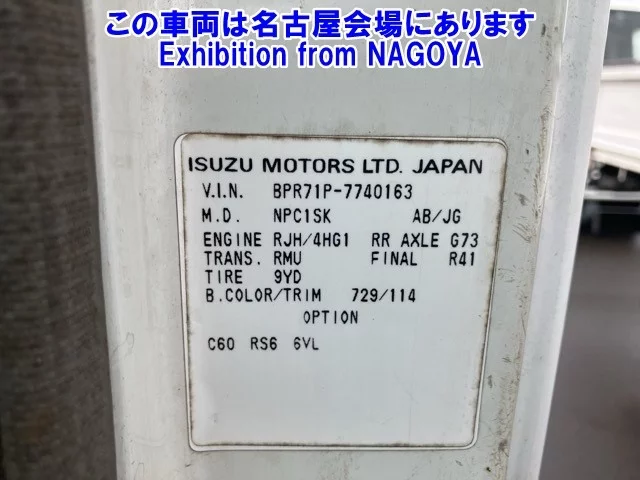 この車両は名古屋会場にあります
Exhibition from NAGOYA
ISUZU MOTORS LTD. JAPAN
V.I.N. BPR71P-7740163
M.D. NPC1SK AB/JG
ENGINE RJH/4HG1 RR AXLE G73
TRANS. RMU FINAL R41
TIRE 9YD
B.COLOR/TRIM 729/114
OPTION
C60 RS6 6VL